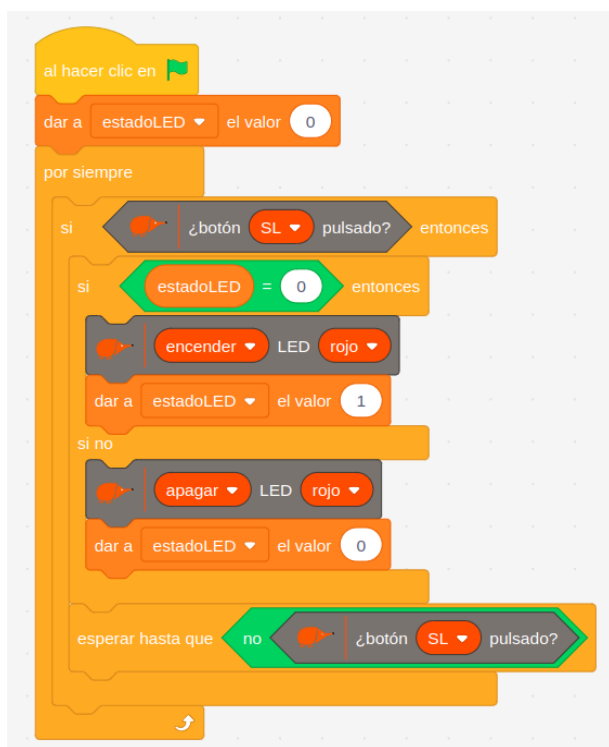 al hacer clic en
dar a estadoLED el valor 0
por siempre
si ¿botón SL pulsado? entonces
si estadoLED = 0 entonces
encender LED rojo
dar a estadoLED el valor 1
si no
apagar LED rojo
dar a estadoLED el valor 0
esperar hasta que no ¿botón SL pulsado?